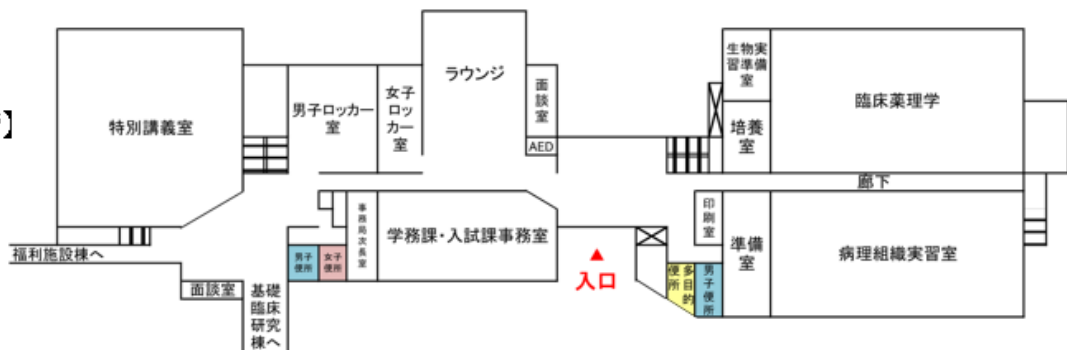 】
特別講義室
男子ロッカー
室
女子
ロッ
カー
室
ラウンジ
面
談
室
AED
生物実
習準備
室
培養
室
臨床薬理学
廊下
事
務
局
次
長
室
学務課・入試課事務室
印
刷
室
準備
室
病理組織実習室
福利施設棟へ
男子
便所
女子
便所
面談室
基礎
臨床
研究
棟へ
▲
入口
多目的
便所
男子便所